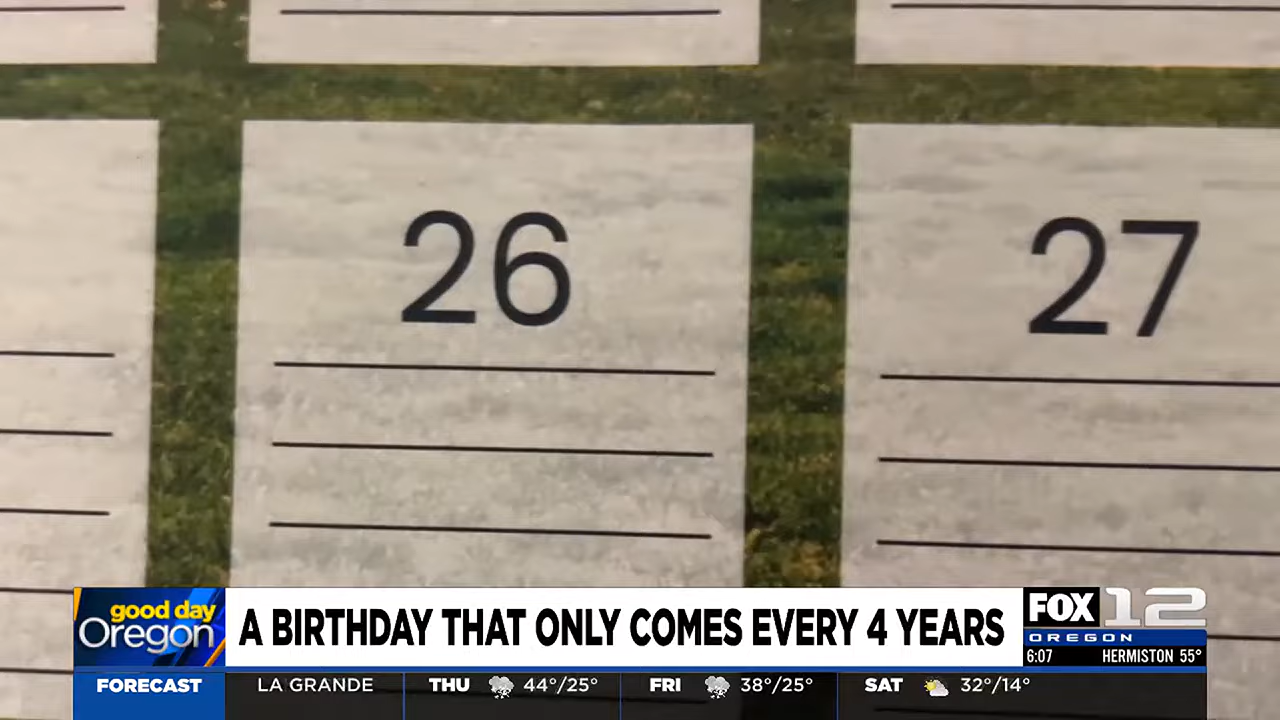 26
27
good day
Oregon
A BIRTHDAY THAT ONLY COMES EVERY 4 YEARS
FOX 12
OREGON
6:07 HERMISTON 55°
FORECAST LA GRANDE THU 44°/25° FRI 38°/25° SAT 32°/14°